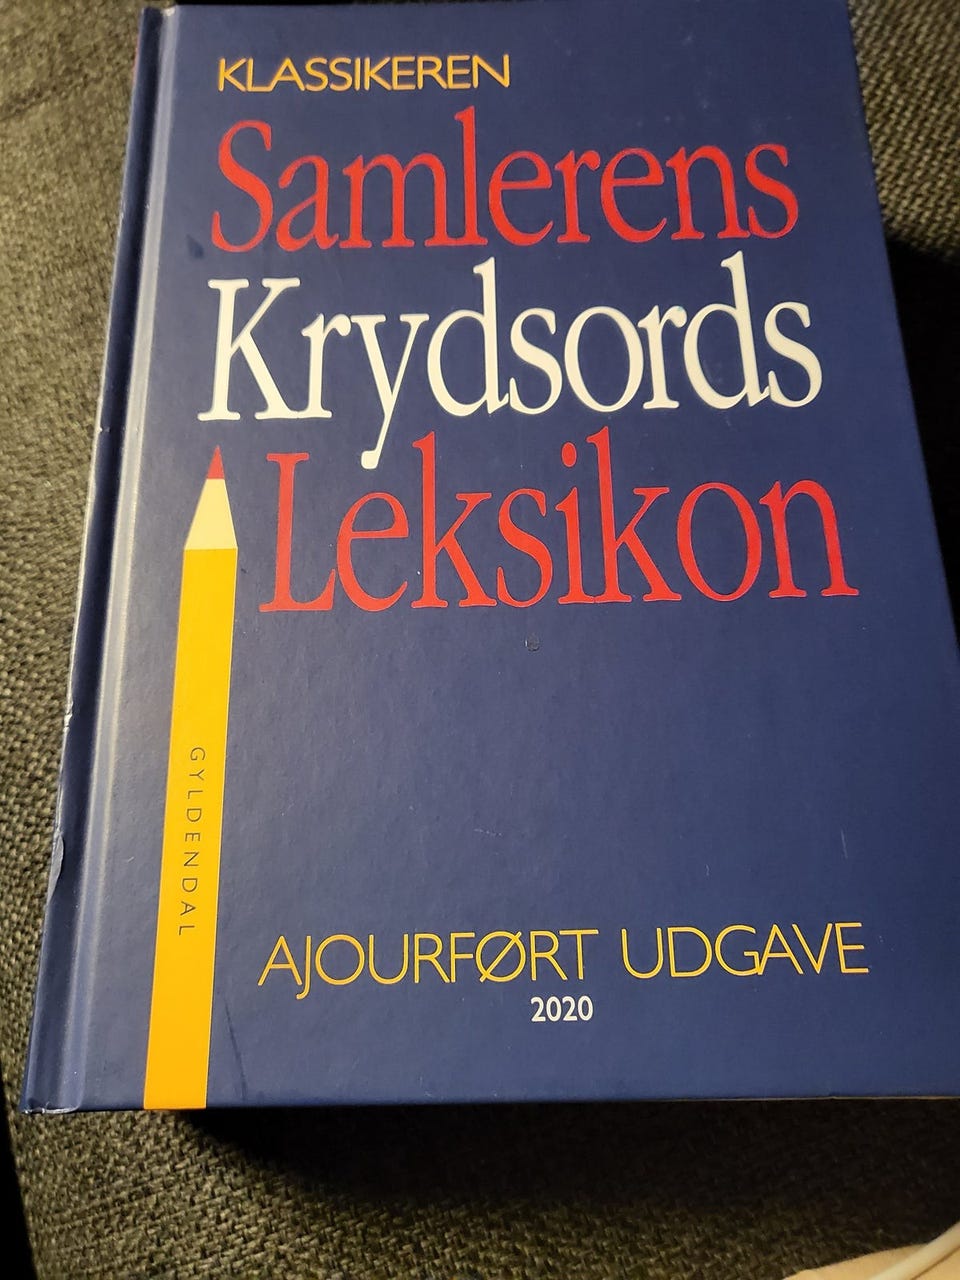 KLASSIKEREN
Samlerens
Krydsords
Leksikon
GYLDENDAL
AJOURFØRT UDGAVE
2020